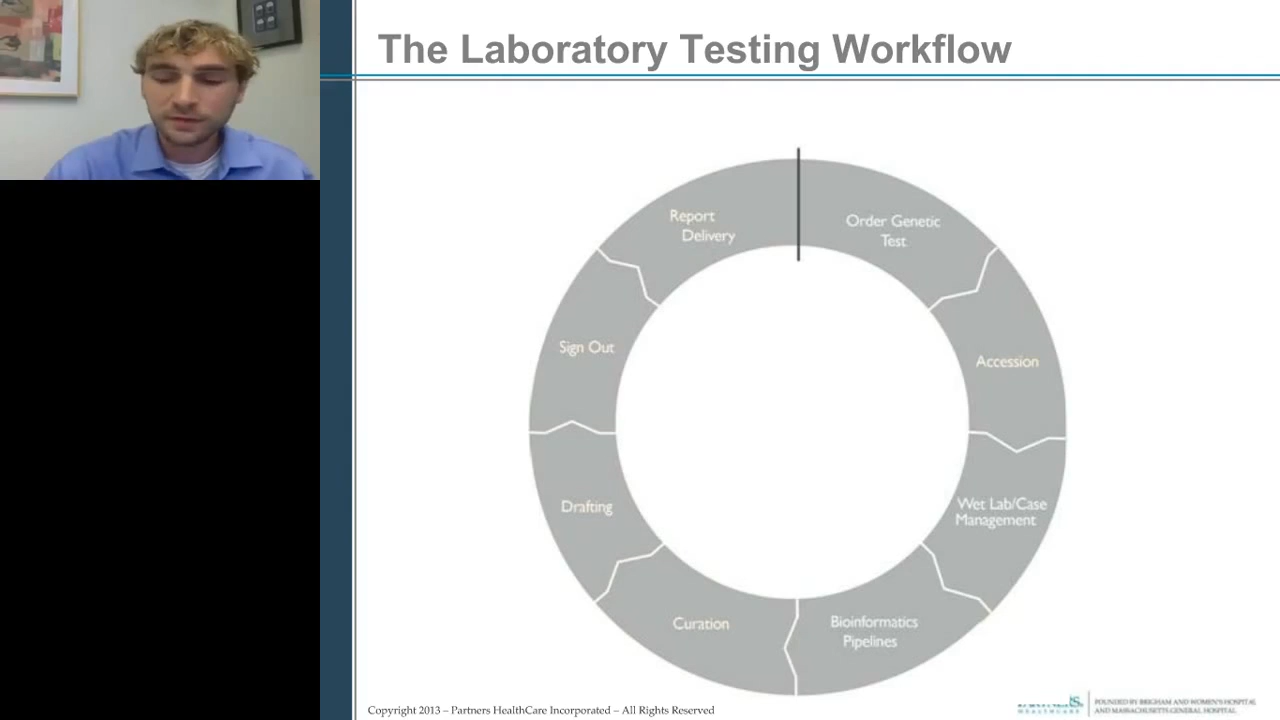 The Laboratory Testing Workflow
Report
Delivery
Order Genetic
Test
Sign Out
Accession
Drafting
Wet Lab/Case
Management
Curation
Bioinformatics
Pipelines
Copyright 2013 – Partners HealthCare Incorporated – All Rights Reserved
FOUNDED BY BRIGHAM AND WOMEN'S HOSPITAL
AND MASSACHUSETTS GENERAL HOSPITAL